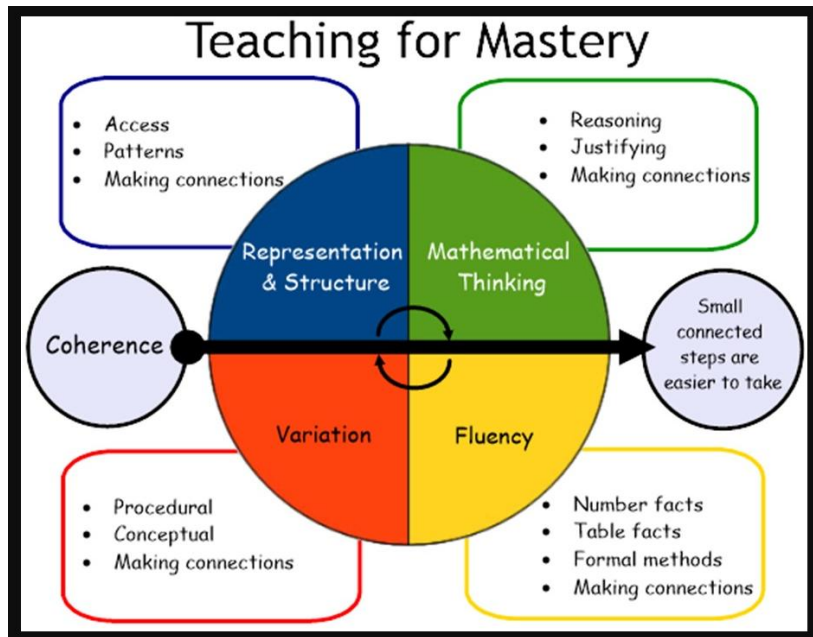 Teaching for Mastery
Access
Patterns
Making connections
Reasoning
Justifying
Making connections
Representation
& Structure
Mathematical
Thinking
Coherence
Small
connected
steps are
easier to take
Variation
Fluency
Procedural
Conceptual
Making connections
Number facts
Table facts
Formal methods
Making connections